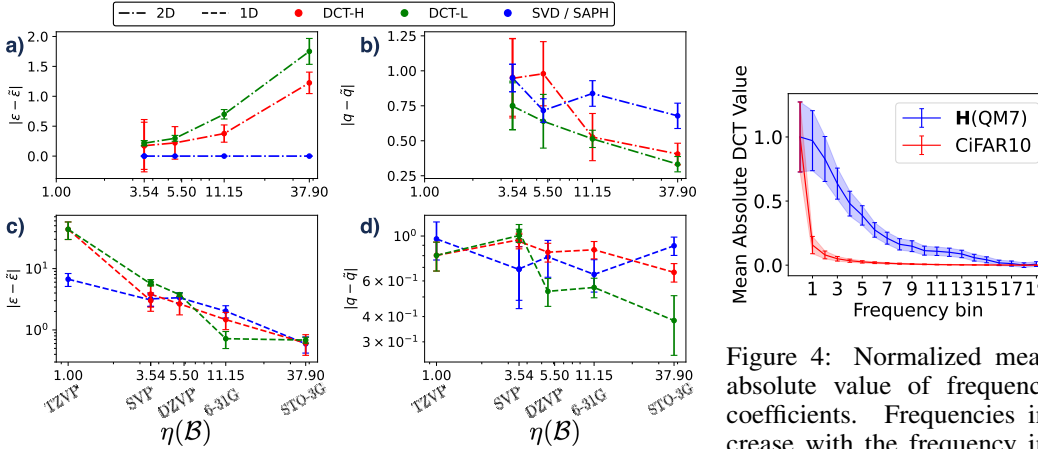 2D 1D DCT-H DCT-L SVD / SAPH
a)
|ε − ε̃|
2.0
1.5
1.0
0.5
0.0
1.00 3.54 5.50 11.15 37.90
b)
|q − q̃|
1.25
1.00
0.75
0.50
0.25
1.00 3.54 5.50 11.15 37.90
c)
|ε − ε̃|
10¹
10⁰
1.00 3.54 5.50 11.15 37.90
TZVP SVP DZVP 6-31G STO-3G
η(B)
d)
|q − q̃|
10⁰
6 × 10⁻¹
4 × 10⁻¹
3 × 10⁻¹
1.00 3.54 5.50 11.15 37.90
TZVP SVP DZVP 6-31G STO-3G
η(B)
Mean Absolute DCT Value
1.0
0.5
0.0
H(QM7)
CiFAR10
1 3 5 7 9 11 13 15 17 19
Frequency bin
Figure 4: Normalized mea
absolute value of frequenc
coefficients. Frequencies in
crease with the frequency in